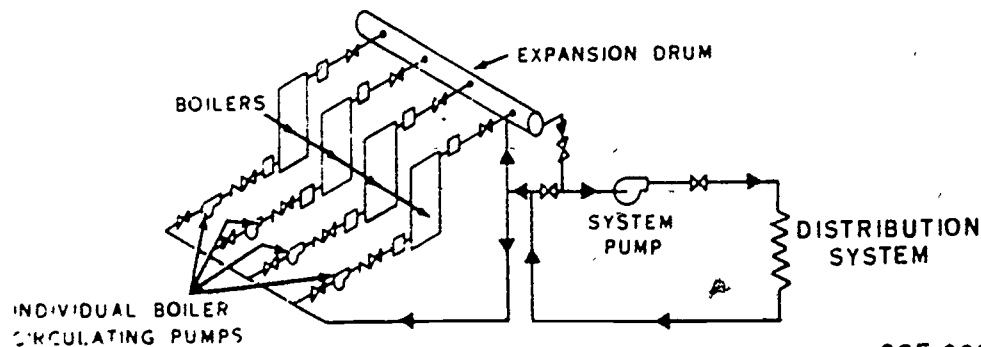 EXPANSION DRUM
BOILERS
SYSTEM
PUMP
DISTRIBUTION
SYSTEM
INDIVIDUAL BOILER
CIRCULATING PUMPS